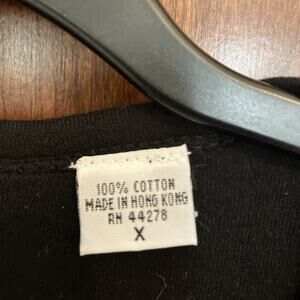 100% COTTON
MADE IN HONG KONG
RN 44278
X